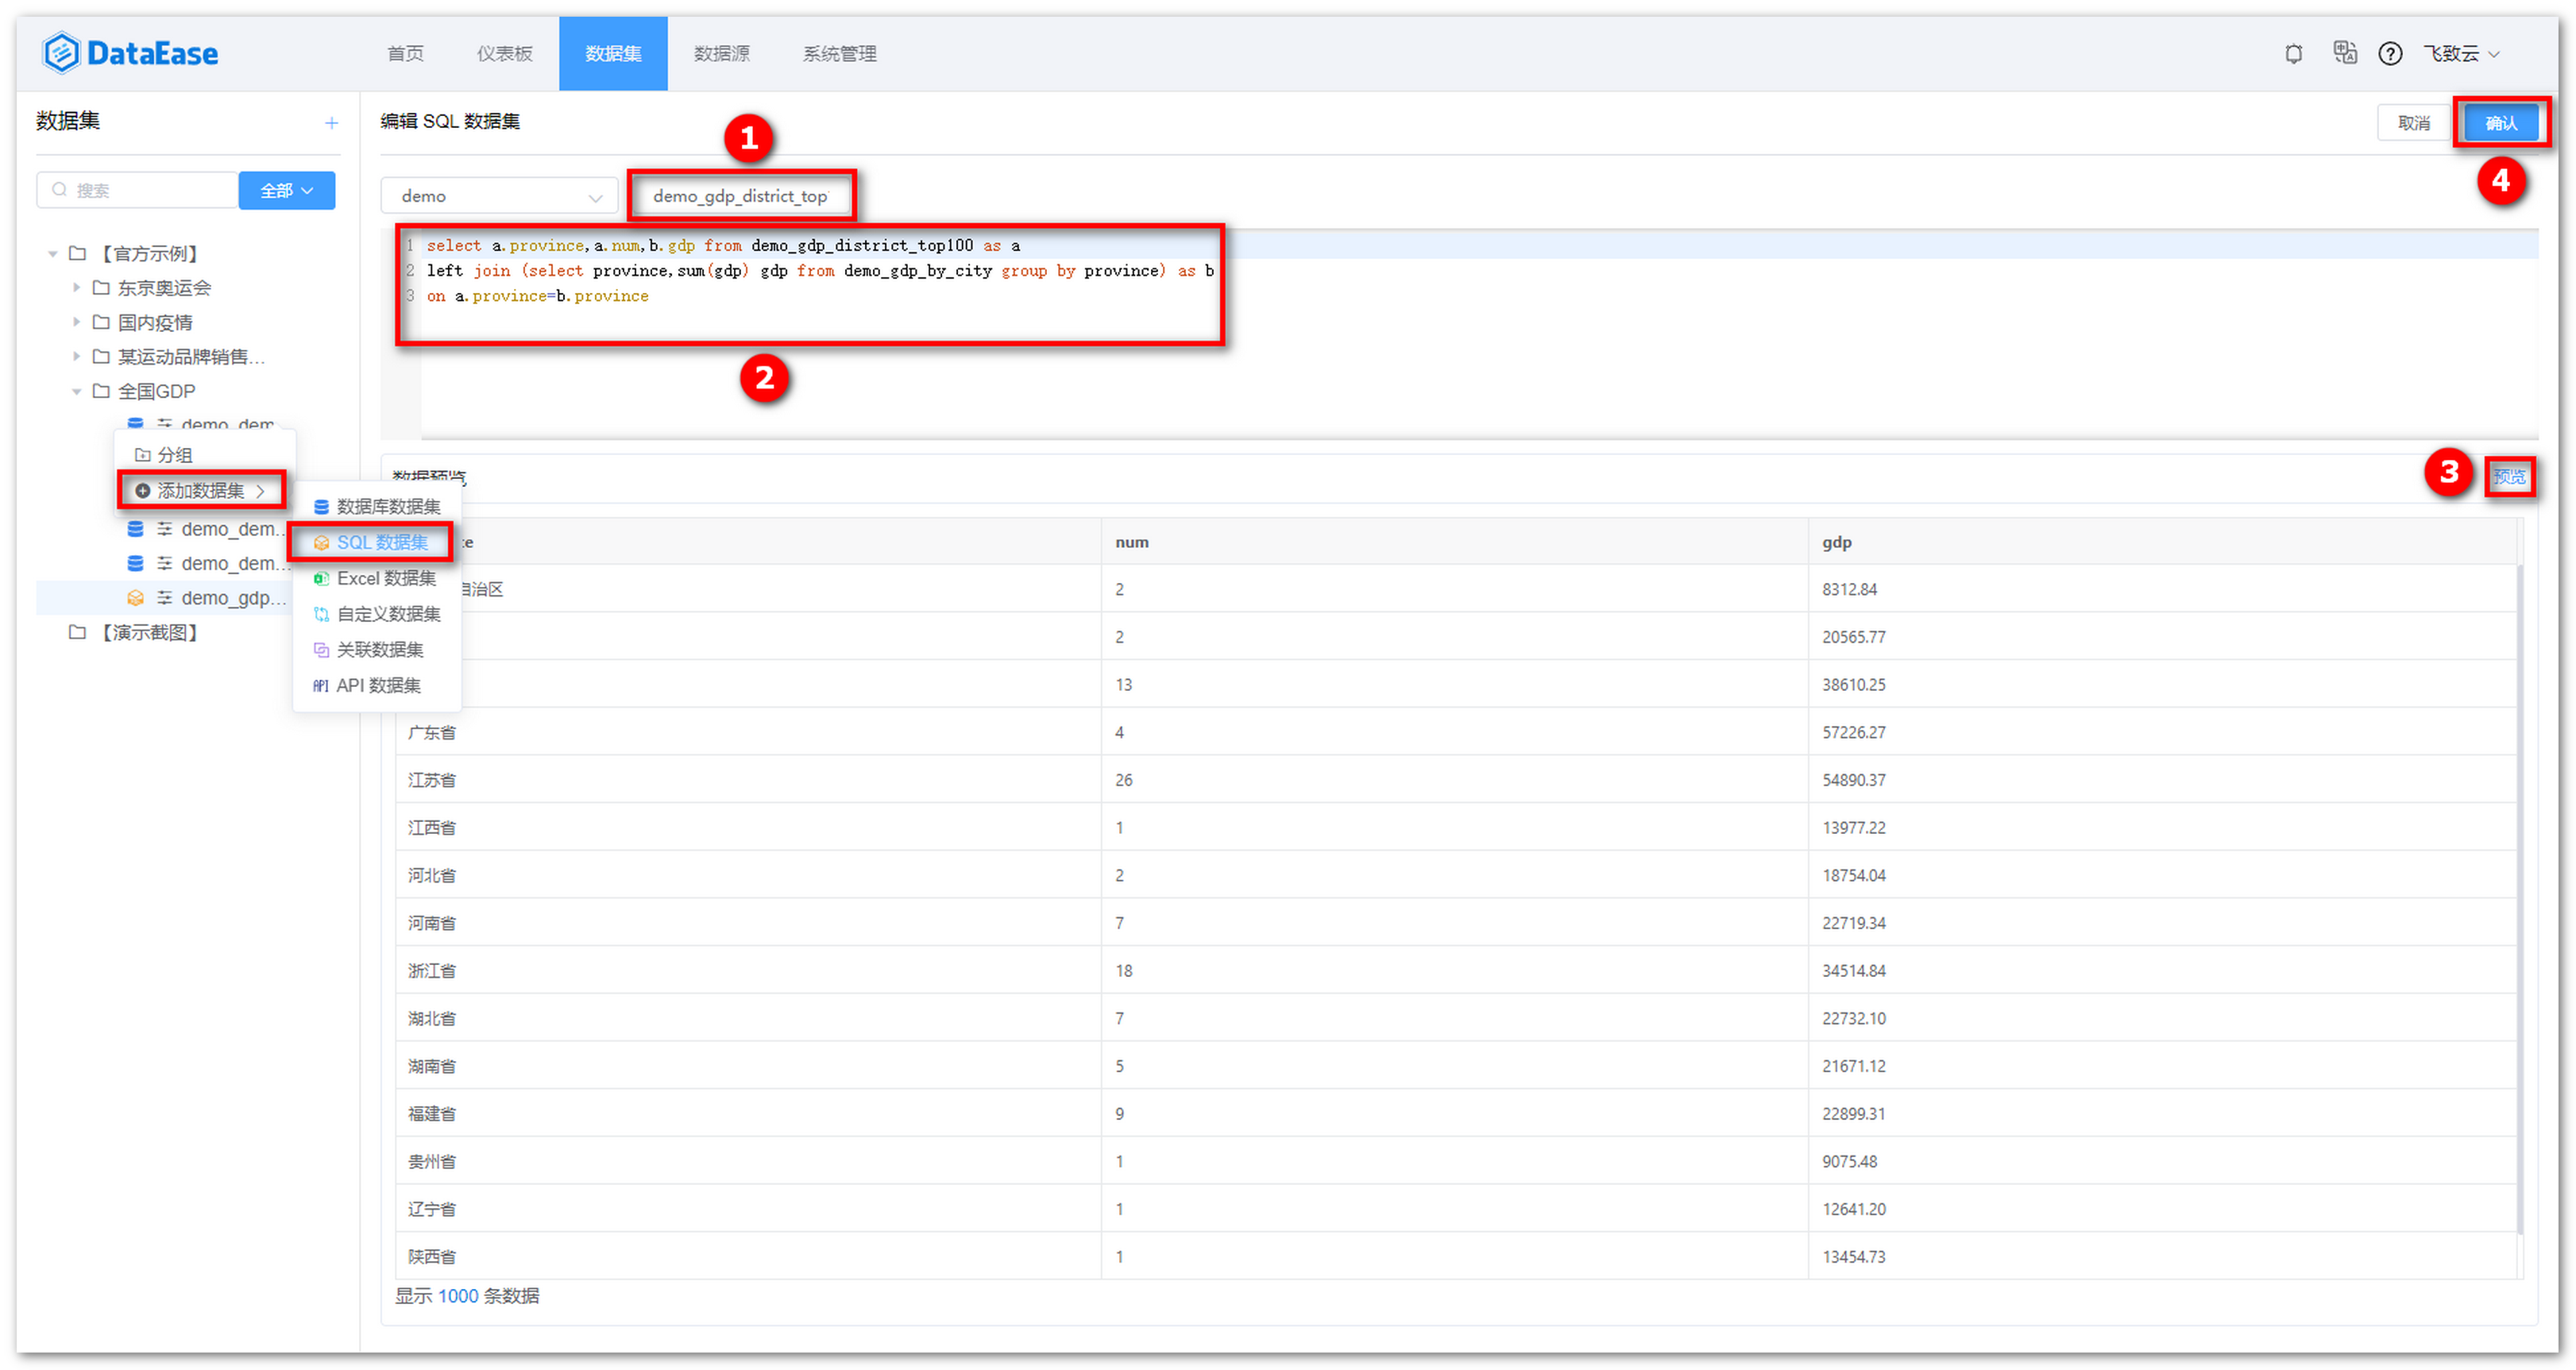 DataEase
首页 仪表板 数据集 数据源 系统管理
飞致云
数据集
搜索 全部
【官方示例】
东京奥运会
国内疫情
某运动品牌销售...
全国GDP
demo_dem
分组
添加数据集
demo_dem...
demo_dem...
demo_gdp...
【演示截图】
数据库数据集
SQL 数据集
Excel 数据集
自定义数据集
关联数据集
API API 数据集
编辑 SQL 数据集
取消 确认
1
4
demo demo_gdp_district_top
1 select a.province,a.num,b.gdp from demo_gdp_district_top100 as a
2 left join (select province,sum(gdp) gdp from demo_gdp_by_city group by province) as b
3 on a.province=b.province
2
数据预览
3 预览
num gdp
自治区 2 8312.84
2 20565.77
13 38610.25
广东省 4 57226.27
江苏省 26 54890.37
江西省 1 13977.22
河北省 2 18754.04
河南省 7 22719.34
浙江省 18 34514.84
湖北省 7 22732.10
湖南省 5 21671.12
福建省 9 22899.31
贵州省 1 9075.48
辽宁省 1 12641.20
陕西省 1 13454.73
显示 1000 条数据